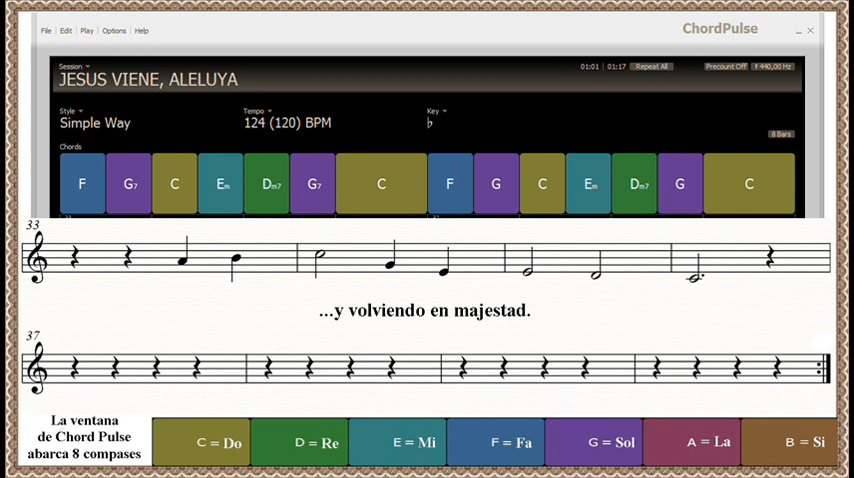 File Edit Play Options Help
ChordPulse
Session
01:01 01:17 Repeat All Precount Off 440,00 Hz
JESUS VIENE, ALELUYA
Style Tempo Key
Simple Way 124 (120) BPM ♭
8 Bars
Chords
F G7 C Em Dm7 G7 C F G C Em Dm7 G C
33
...y volviendo en majestad.
37
La ventana
de Chord Pulse
abarca 8 compases
C = Do D = Re E = Mi F = Fa G = Sol A = La B = Si